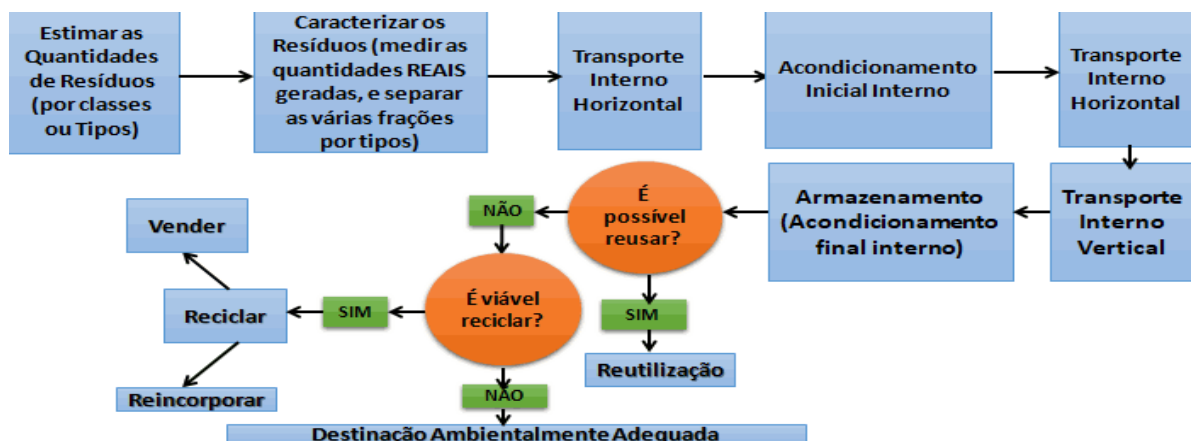 Estimar as
Quantidades
de Resíduos
(por classes
ou Tipos)
Caracterizar os
Resíduos (medir as
quantidades REAIS
geradas, e separar
as várias frações
por tipos)
Transporte
Interno
Horizontal
Acondicionamento
Inicial Interno
Transporte
Interno
Horizontal
Transporte
Interno
Vertical
Armazenamento
(Acondicionamento
final interno)
É
possível
reusar?
NÃO
SIM
Reutilização
É viável
reciclar?
SIM
Reciclar
Vender
Reincorporar
NÃO
Destinação Ambientalmente Adequada